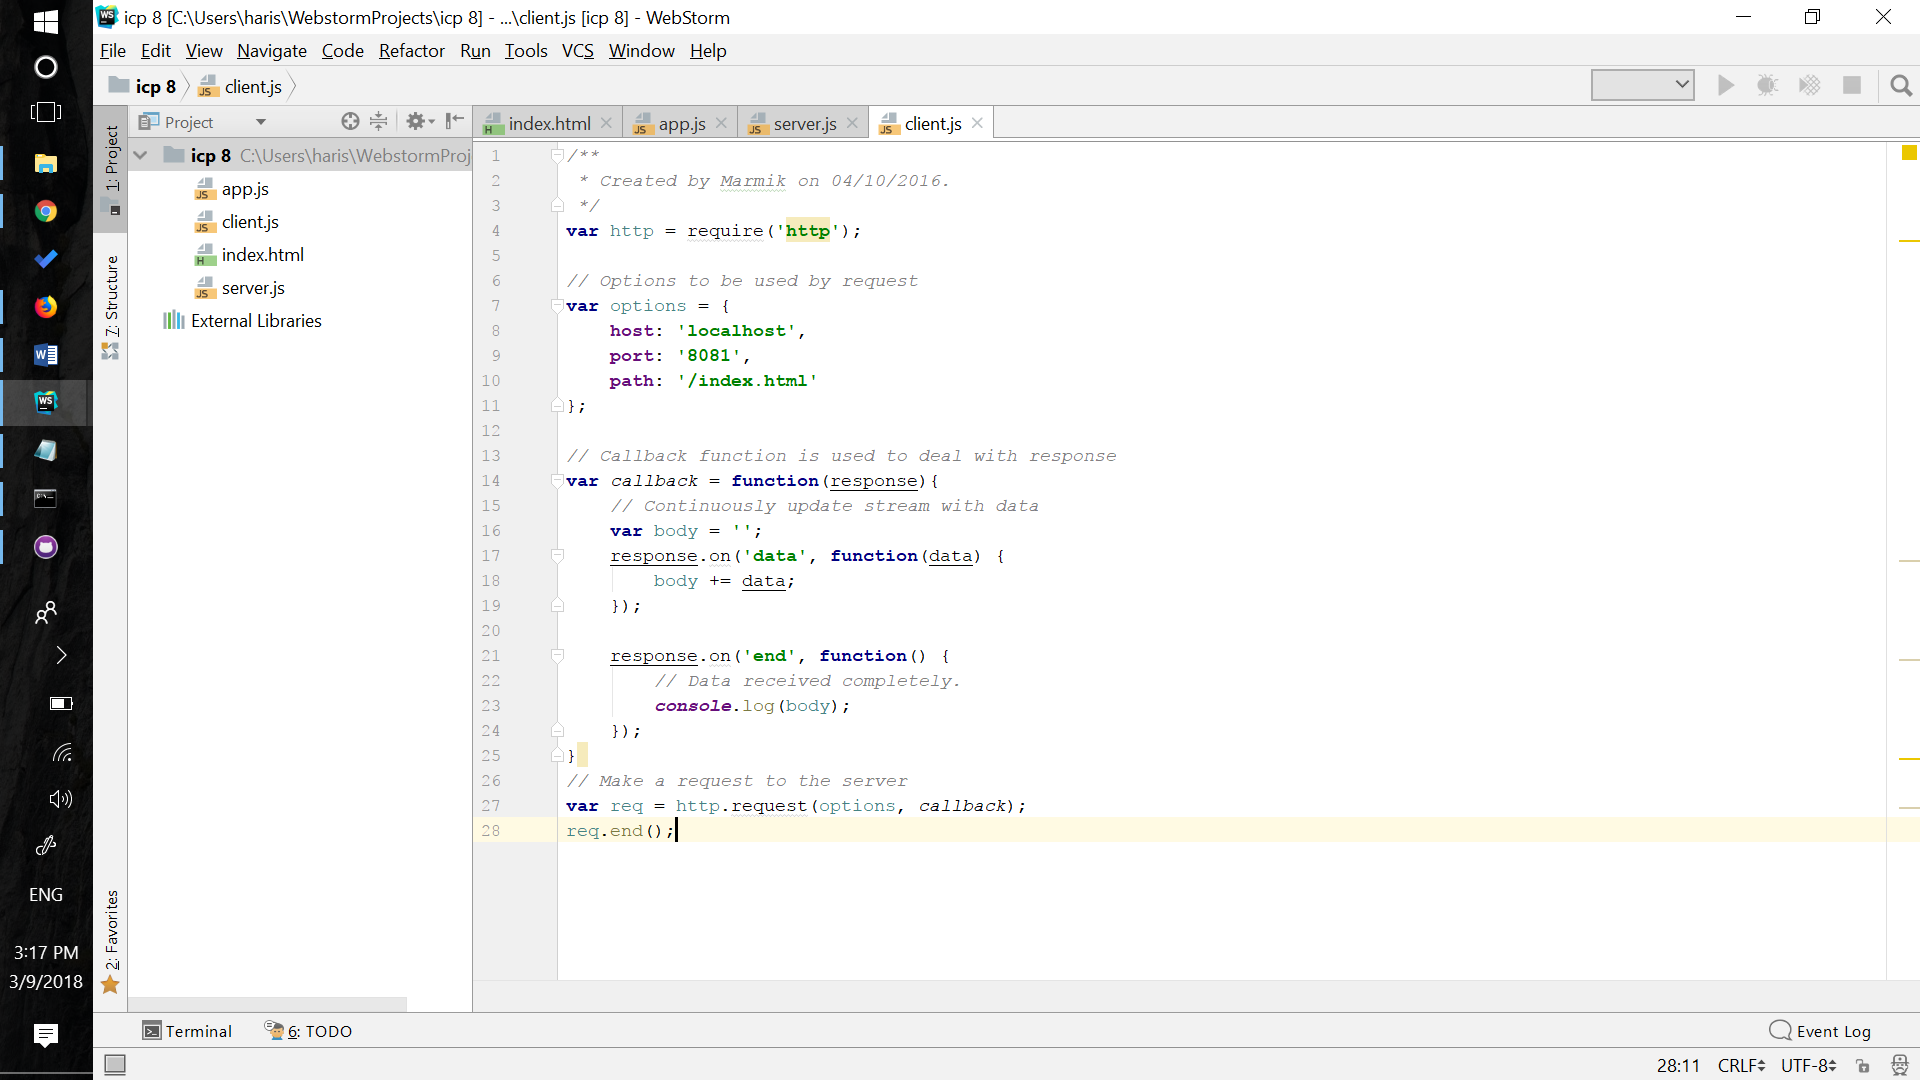 icp 8 [C:\Users\haris\WebstormProjects\icp 8] - ...\client.js [icp 8] - WebStorm
File Edit View Navigate Code Refactor Run Tools VCS Window Help
icp 8 client.js
1: Project
7: Structure
2: Favorites
Project
icp 8 C:\Users\haris\WebstormProj
app.js
client.js
index.html
server.js
External Libraries
index.html app.js server.js client.js
1 /**
2  * Created by Marmik on 04/10/2016.
3  */
4 var http = require('http');
5
6 // Options to be used by request
7 var options = {
8     host: 'localhost',
9     port: '8081',
10     path: '/index.html'
11 };
12
13 // Callback function is used to deal with response
14 var callback = function(response){
15     // Continuously update stream with data
16     var body = '';
17     response.on('data', function(data) {
18         body += data;
19     });
20
21     response.on('end', function() {
22         // Data received completely.
23         console.log(body);
24     });
25 }
26 // Make a request to the server
27 var req = http.request(options, callback);
28 req.end();
ENG
3:17 PM
3/9/2018
Terminal 6: TODO Event Log
28:11 CRLF UTF-8